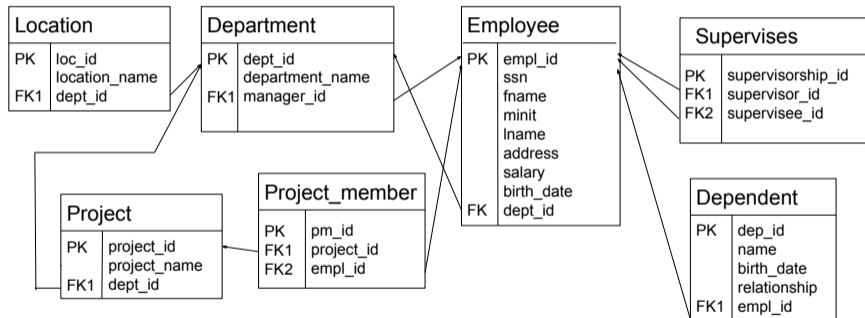 Location
PK loc_id
location_name
FK1 dept_id
Department
PK dept_id
department_name
FK1 manager_id
Employee
PK empl_id
ssn
fname
minit
lname
address
salary
birth_date
FK dept_id
Supervises
PK supervisorship_id
FK1 supervisor_id
FK2 supervisee_id
Project
PK project_id
project_name
FK1 dept_id
Project_member
PK pm_id
FK1 project_id
FK2 empl_id
Dependent
PK dep_id
name
birth_date
relationship
FK1 empl_id